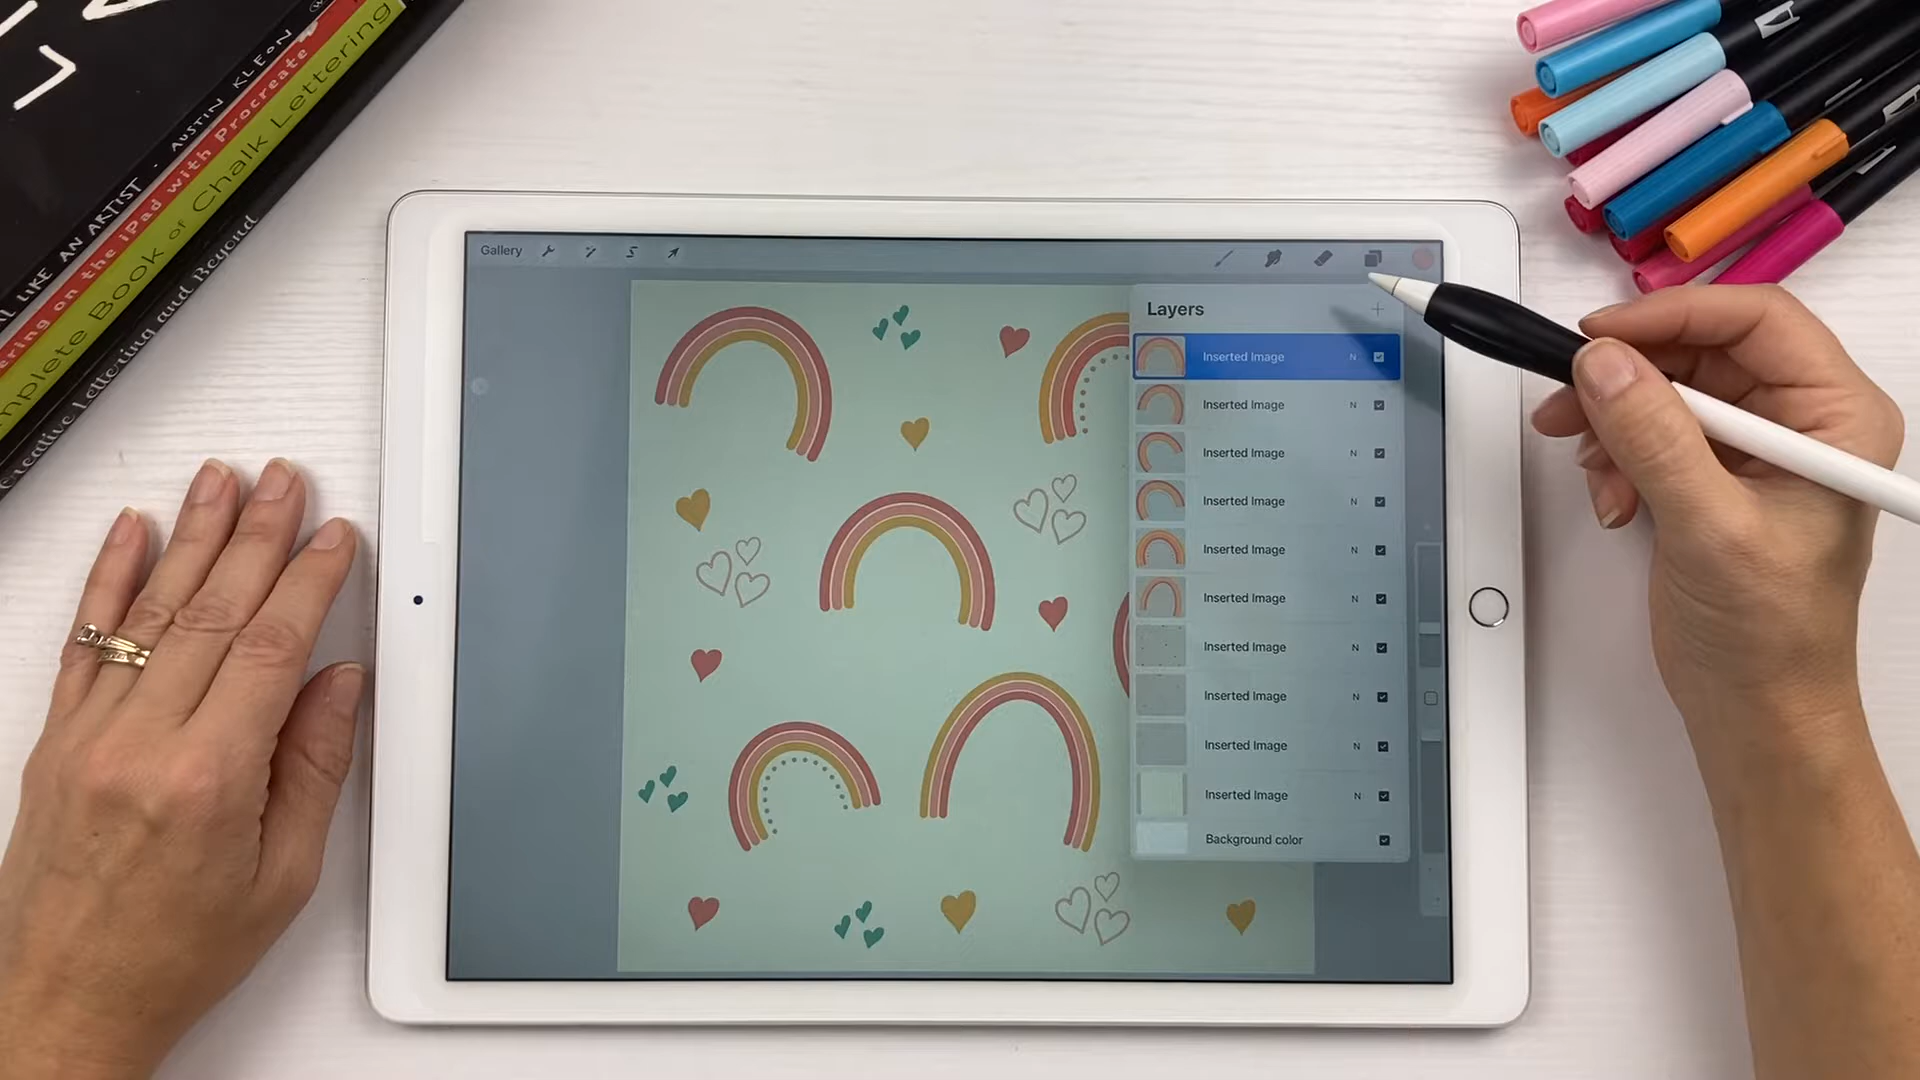 L LIKE AN ARTIST · AUSTIN KLEON
ering on the iPad with Procreate
mplete Book of Chalk Lettering
Creative Lettering and Beyond
Gallery
Layers
Inserted Image N
Inserted Image N
Inserted Image N
Inserted Image N
Inserted Image N
Inserted Image N
Inserted Image N
Inserted Image N
Inserted Image N
Inserted Image N
Background color